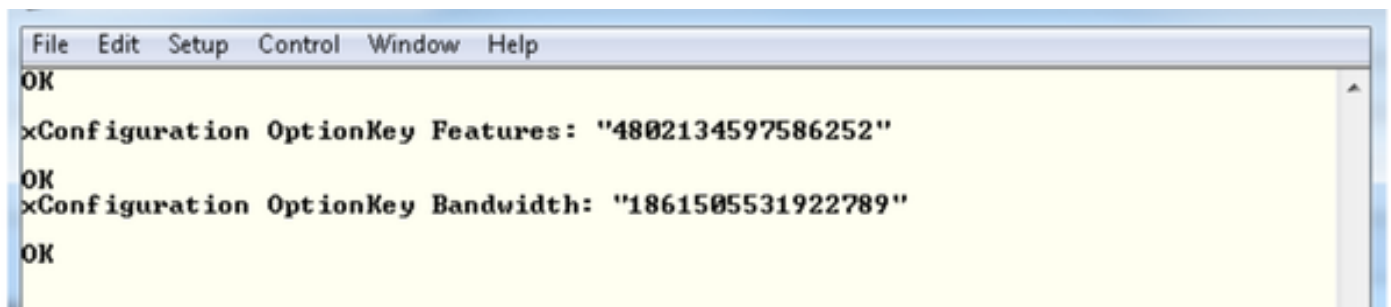 File Edit Setup Control Window Help
OK
xConfiguration OptionKey Features: "4802134597586252"
OK
xConfiguration OptionKey Bandwidth: "1861505531922789"
OK